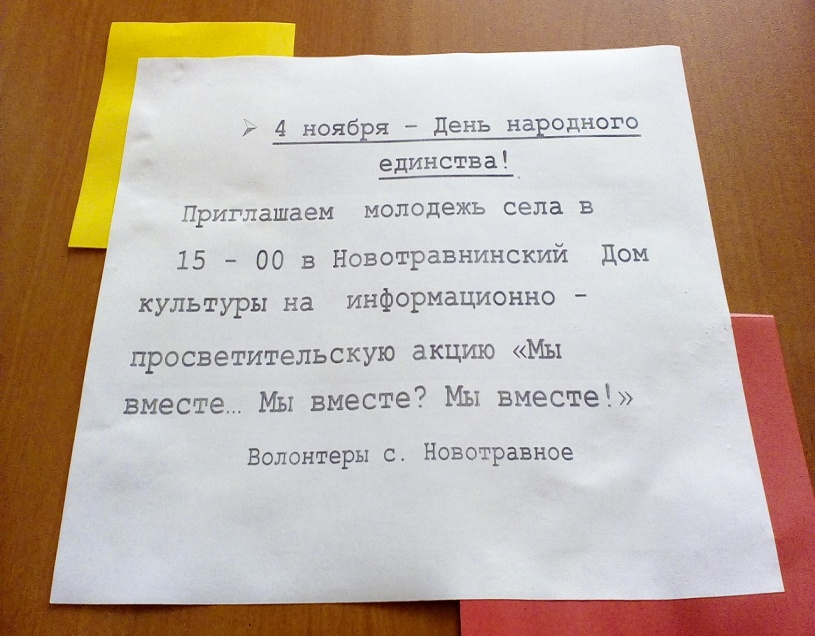 ➢ 4 ноября – День народного
единства!
Приглашаем молодежь села в
15 – 00 в Новотравнинский Дом
культуры на информационно –
просветительскую акцию «Мы
вместе… Мы вместе? Мы вместе!»
Волонтеры с. Новотравное